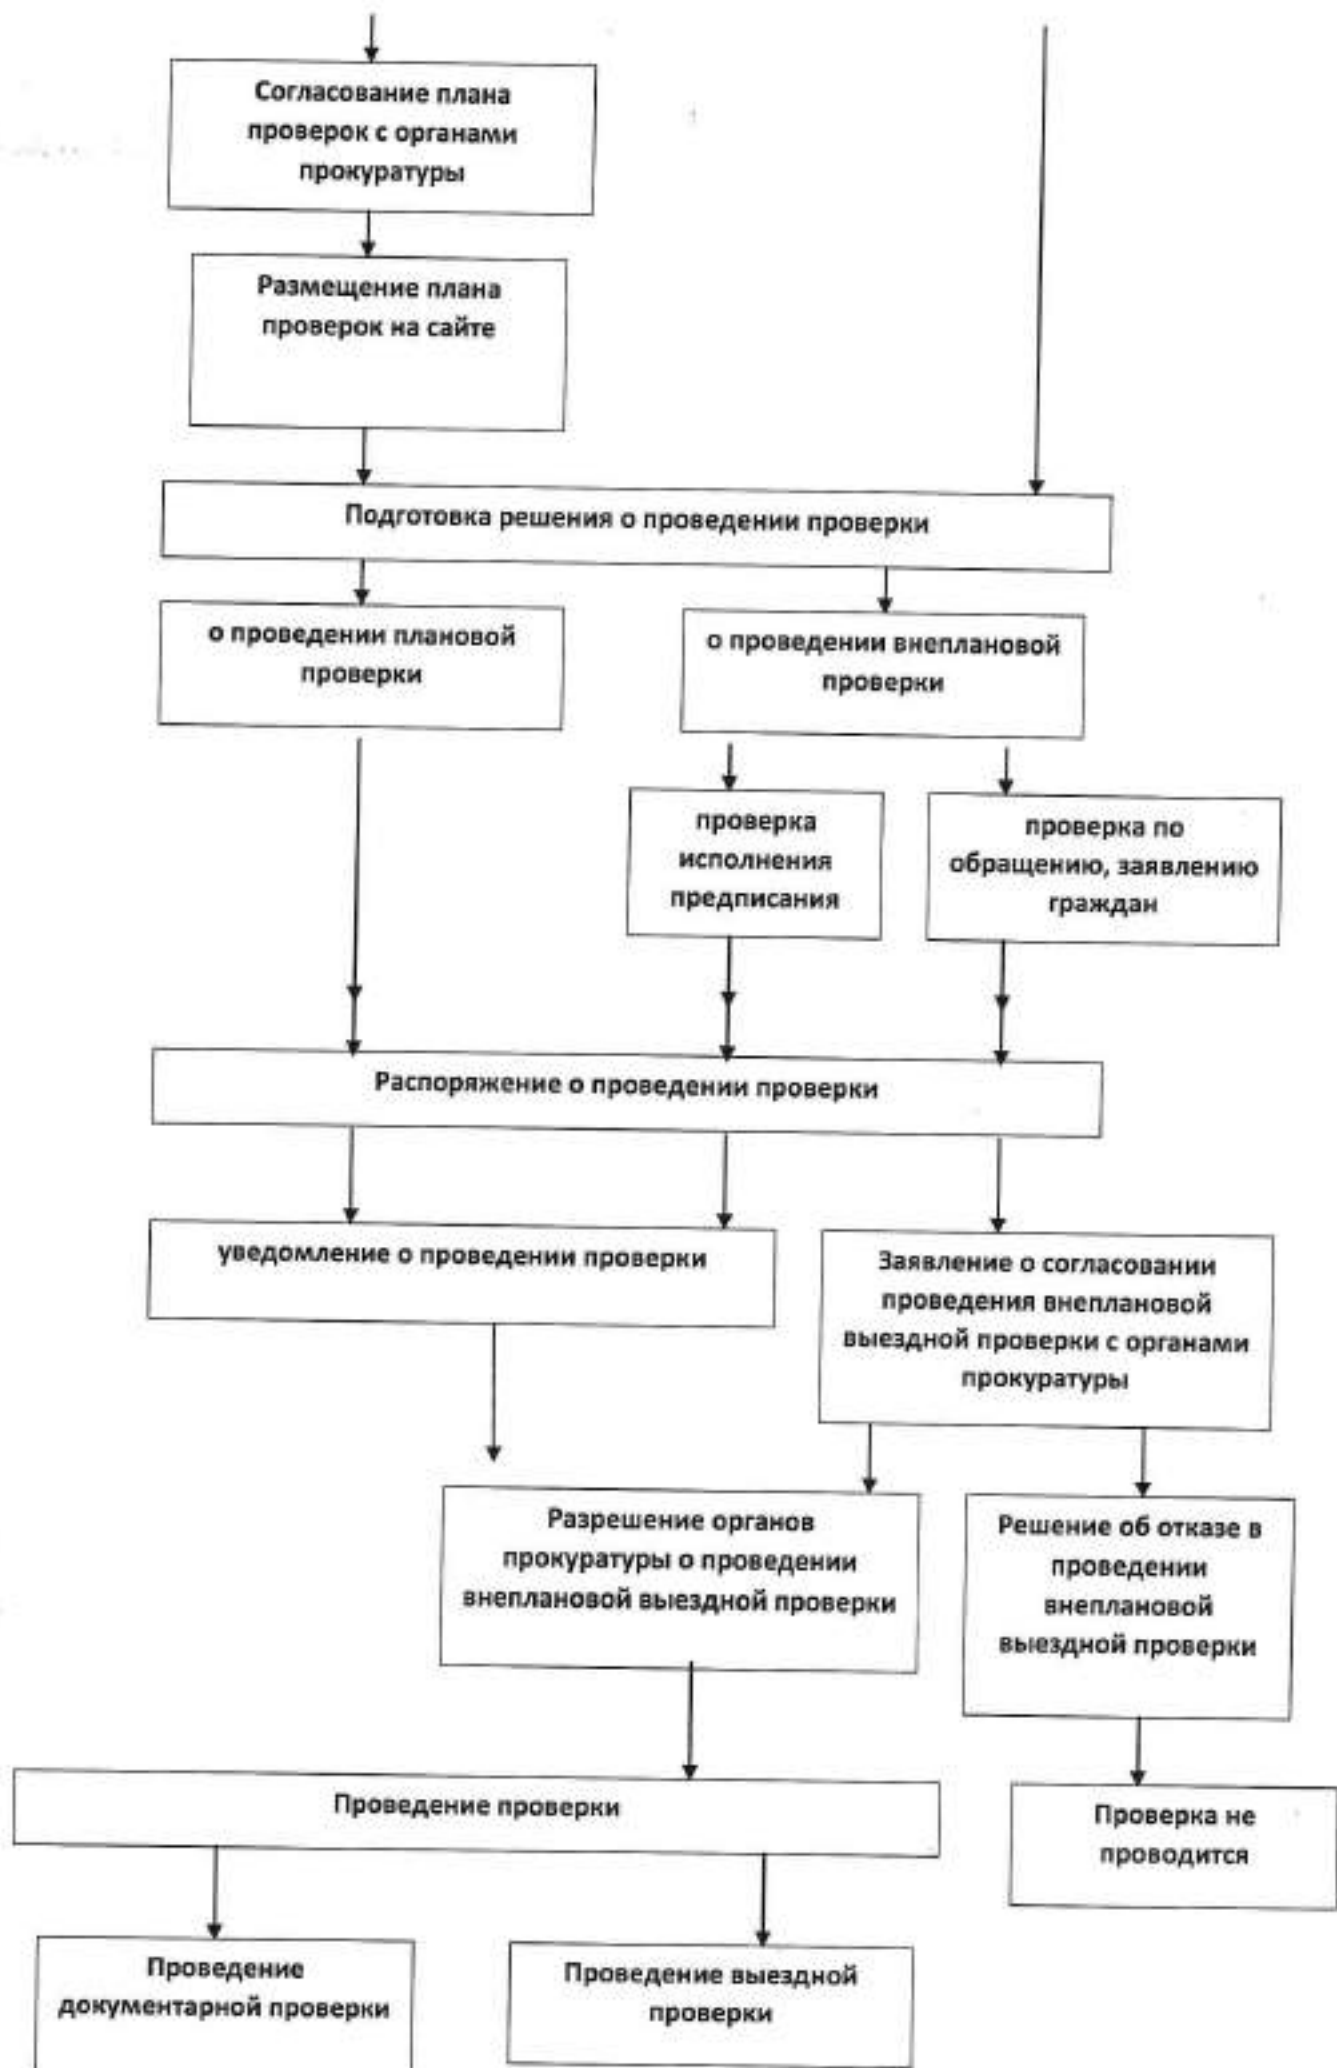 Согласование плана
проверок с органами
прокуратуры
Размещение плана
проверок на сайте
Подготовка решения о проведении проверки
о проведении плановой
проверки
о проведении внеплановой
проверки
проверка
исполнения
предписания
проверка по
обращению, заявлению
граждан
Распоряжение о проведении проверки
уведомление о проведении проверки
Заявление о согласовании
проведения внеплановой
выездной проверки с органами
прокуратуры
Разрешение органов
прокуратуры о проведении
внеплановой выездной проверки
Решение об отказе в
проведении
внеплановой
выездной проверки
Проведение проверки
Проверка не
проводится
Проведение
документарной проверки
Проведение выездной
проверки